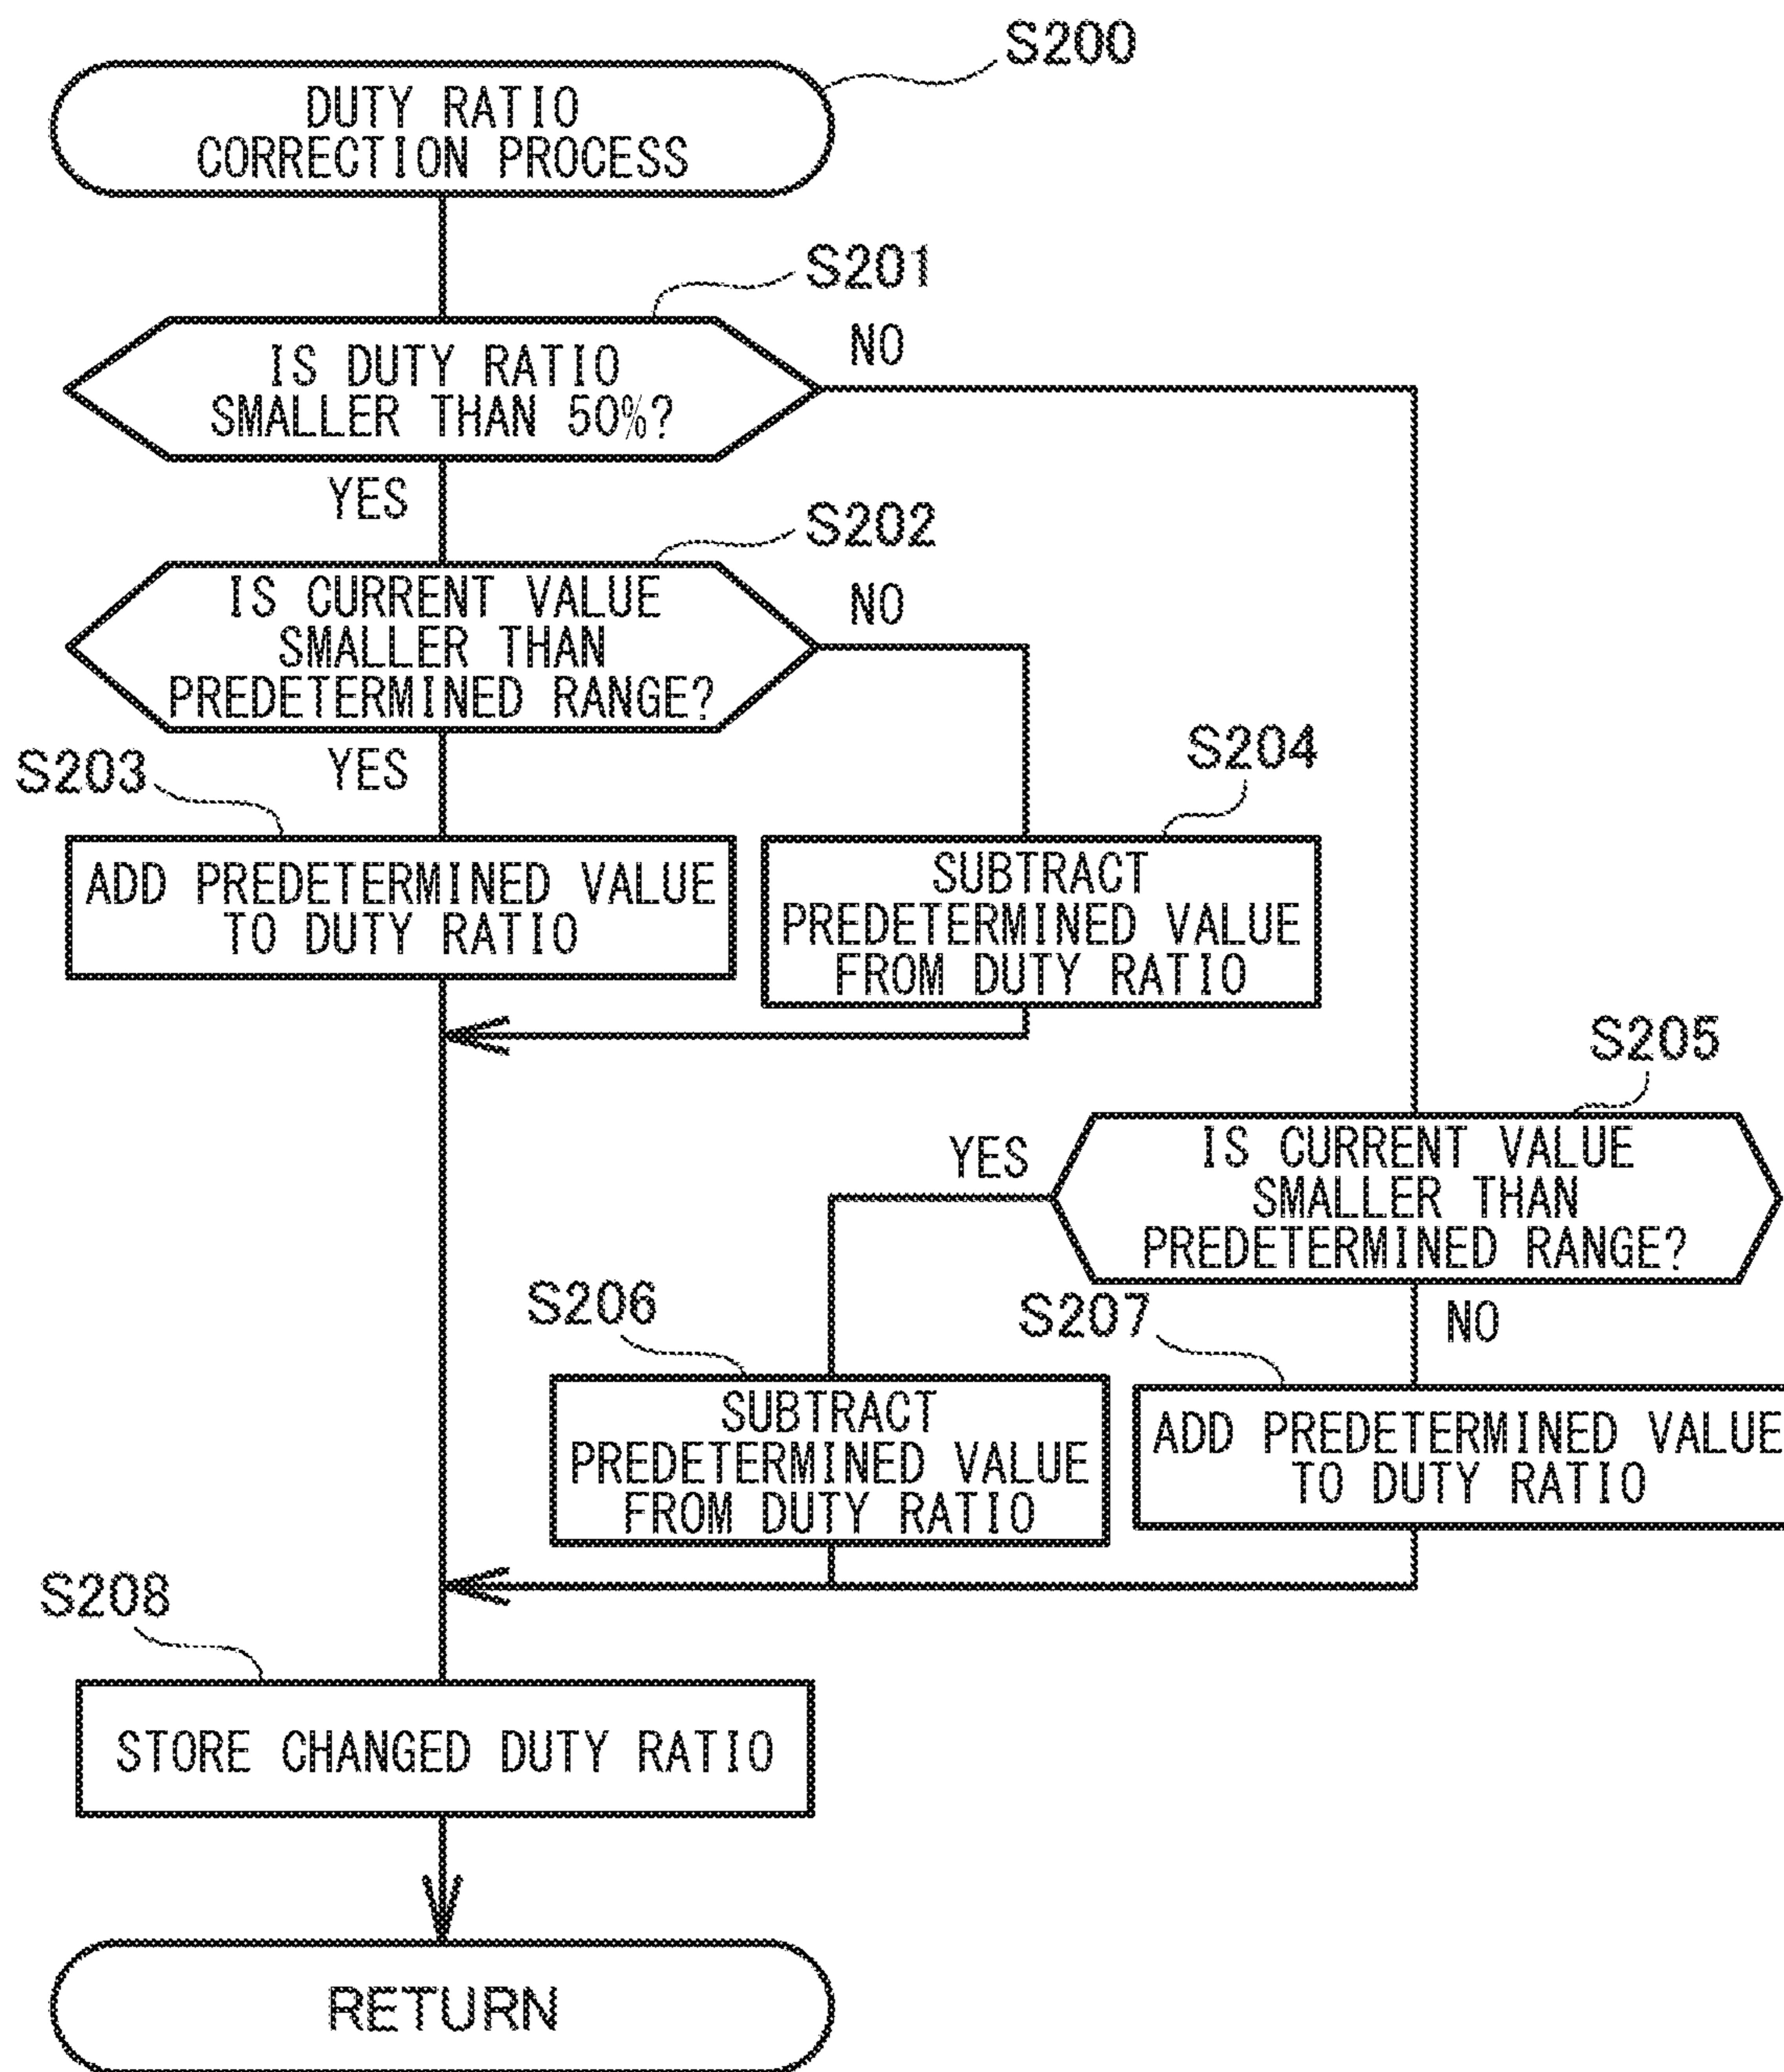 S200
DUTY RATIO
CORRECTION PROCESS
S201
IS DUTY RATIO
SMALLER THAN 50%?
NO
YES
S202
IS CURRENT VALUE
SMALLER THAN
PREDETERMINED RANGE?
NO
YES
S203
ADD PREDETERMINED VALUE
TO DUTY RATIO
S204
SUBTRACT
PREDETERMINED VALUE
FROM DUTY RATIO
S205
IS CURRENT VALUE
SMALLER THAN
PREDETERMINED RANGE?
YES
NO
S206
SUBTRACT
PREDETERMINED VALUE
FROM DUTY RATIO
S207
ADD PREDETERMINED VALUE
TO DUTY RATIO
S208
STORE CHANGED DUTY RATIO
RETURN